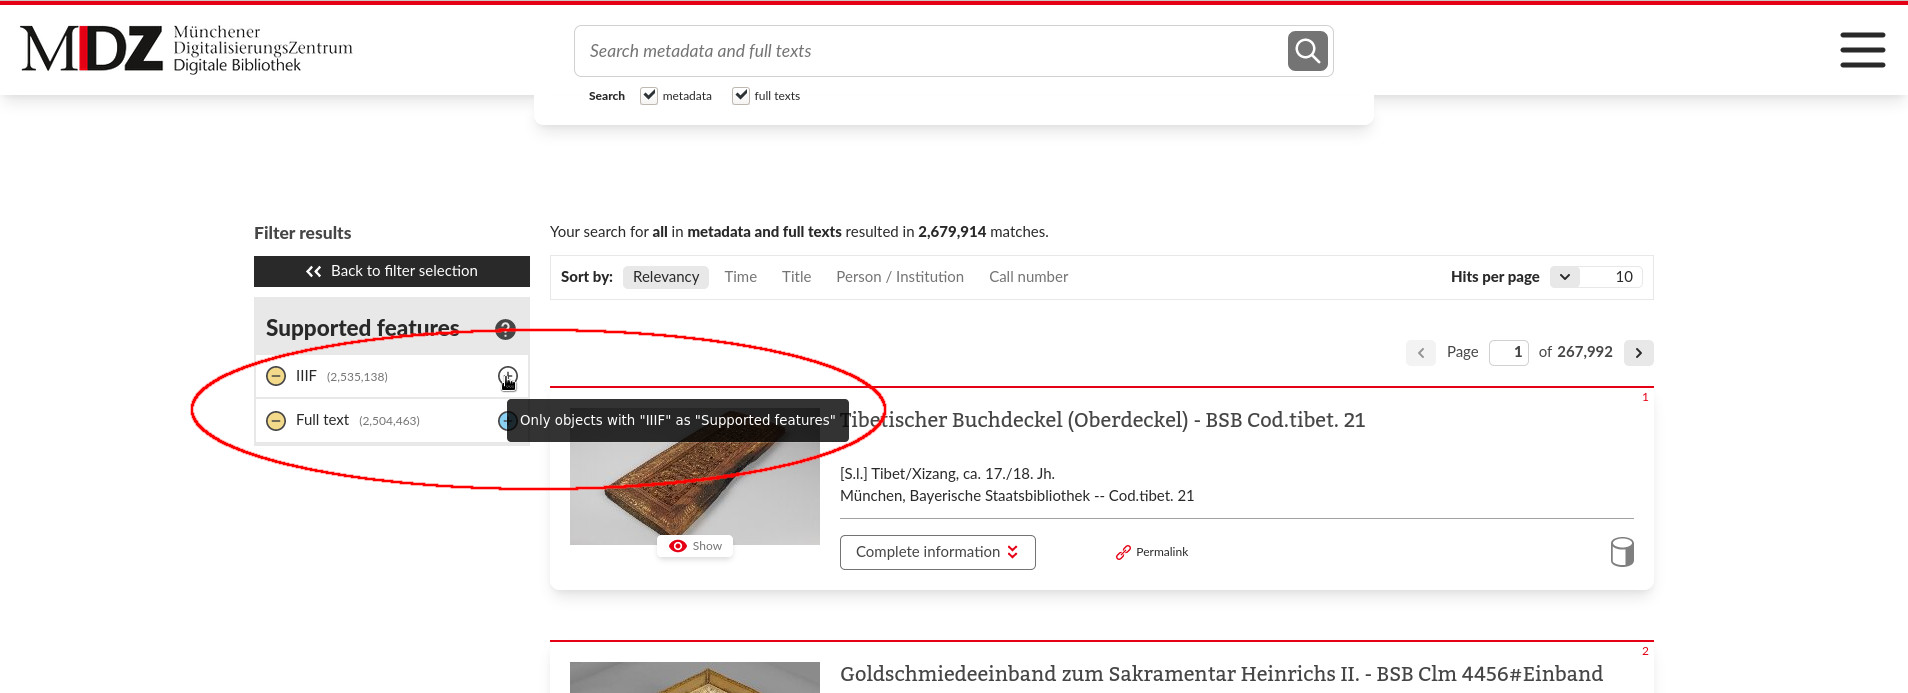 MDZ
Münchener
DigitalisierungsZentrum
Digitale Bibliothek
Search metadata and full texts
Search metadata full texts
Filter results
Back to filter selection
Supported features ?
IIIF (2,535,138)
Full text (2,504,463)
Only objects with "IIIF" as "Supported features"
Your search for all in metadata and full texts resulted in 2,679,914 matches.
Sort by: Relevancy Time Title Person / Institution Call number Hits per page 10
Page 1 of 267,992
1
Tibetischer Buchdeckel (Oberdeckel) - BSB Cod.tibet. 21
[S.l.] Tibet/Xizang, ca. 17./18. Jh.
München, Bayerische Staatsbibliothek -- Cod.tibet. 21
Show
Complete information Permalink
2
Goldschmiedeeinband zum Sakramentar Heinrichs II. - BSB Clm 4456#Einband